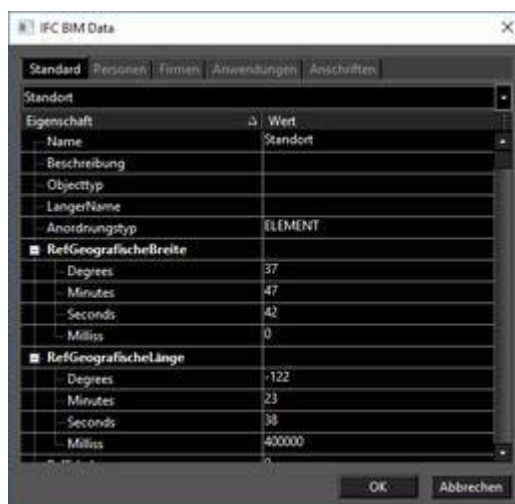 IFC BIM Data
Standard Personen Firmen Anwendungen Anschriften
Standort
Eigenschaft Wert
Name Standort
Beschreibung
Objecttyp
LangerName
Anordnungstyp ELEMENT
RefGeografischeBreite
Degrees 37
Minutes 47
Seconds 42
Milliss 0
RefGeografischeLänge
Degrees -122
Minutes 23
Seconds 38
Milliss 400000
OK Abbrechen